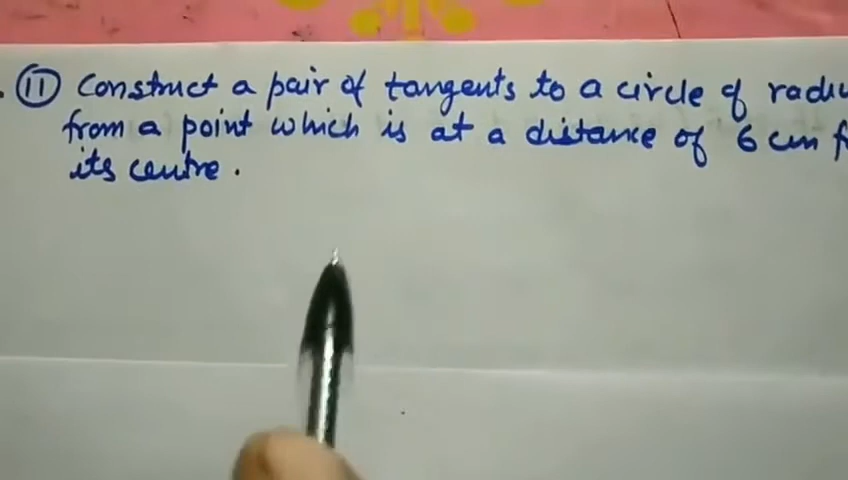 (11) Construct a pair of tangents to a circle of
from a point which is at a distance of 6 cm
its centre.